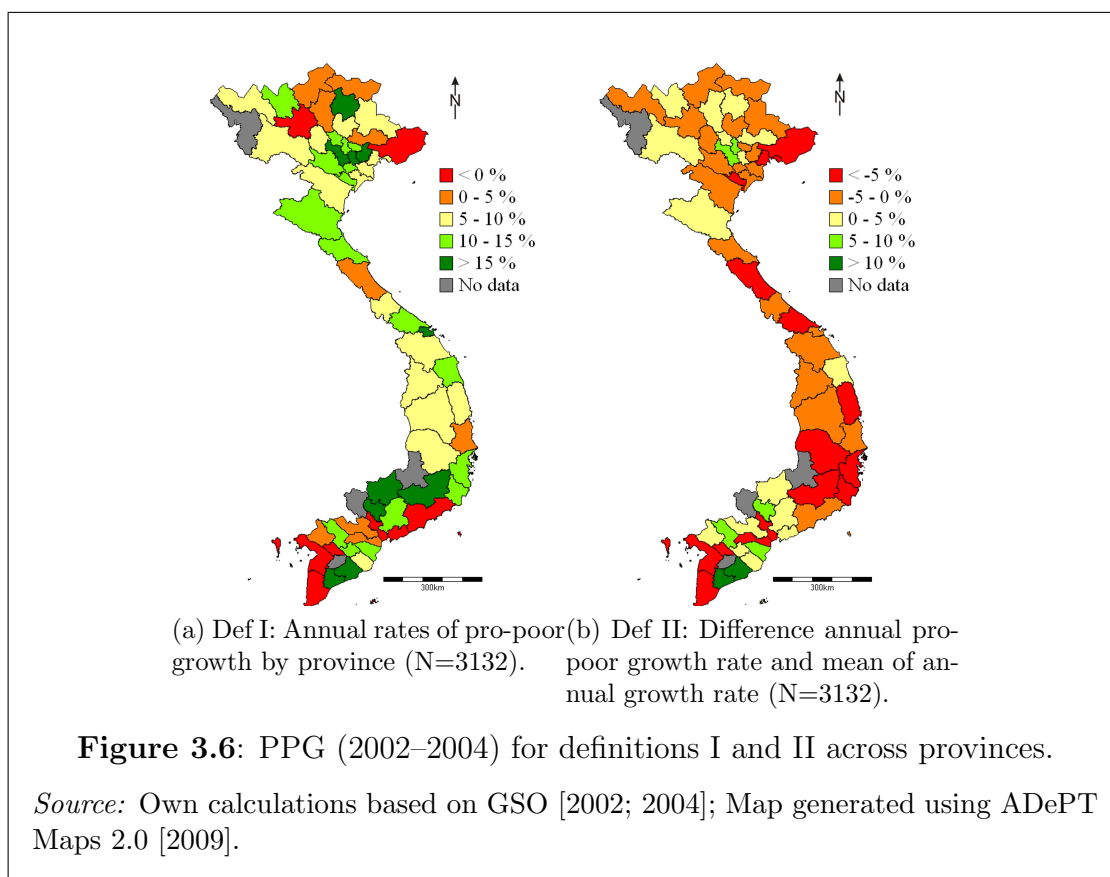 N
< 0 %
0 - 5 %
5 - 10 %
10 - 15 %
> 15 %
No data
300km
N
< -5 %
-5 - 0 %
0 - 5 %
5 - 10 %
> 10 %
No data
300km
(a) Def I: Annual rates of pro-poor
growth by province (N=3132).
(b) Def II: Difference annual pro-
poor growth rate and mean of an-
nual growth rate (N=3132).
Figure 3.6: PPG (2002–2004) for definitions I and II across provinces.
Source: Own calculations based on GSO [2002; 2004]; Map generated using ADePT
Maps 2.0 [2009].